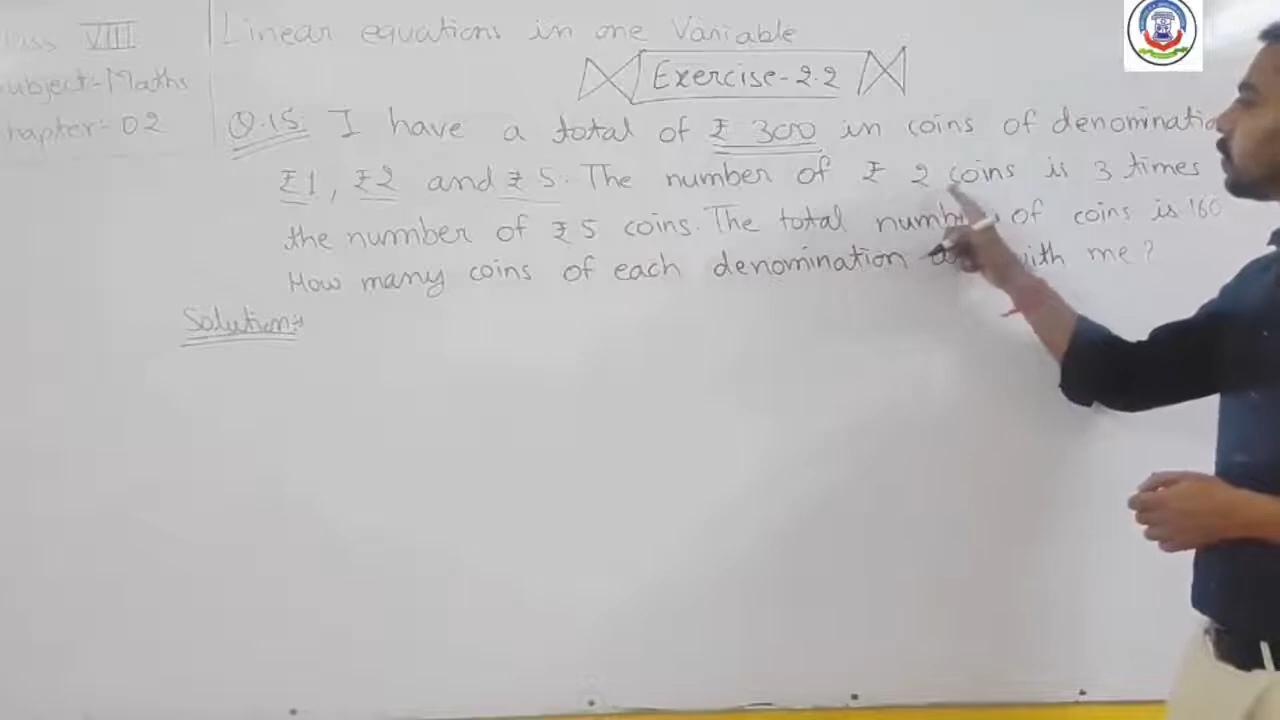 Class VIII
Linear equations in one Variable
Subject-Maths
Exercise-2.2
Chapter-02
Q.15. I have a total of ₹ 300 in coins of denominatio
₹1, ₹2 and ₹ 5. The number of ₹ 2 coins is 3 times
the number of ₹5 coins. The total number of coins is 160
How many coins of each denomination with me?
Solution:-